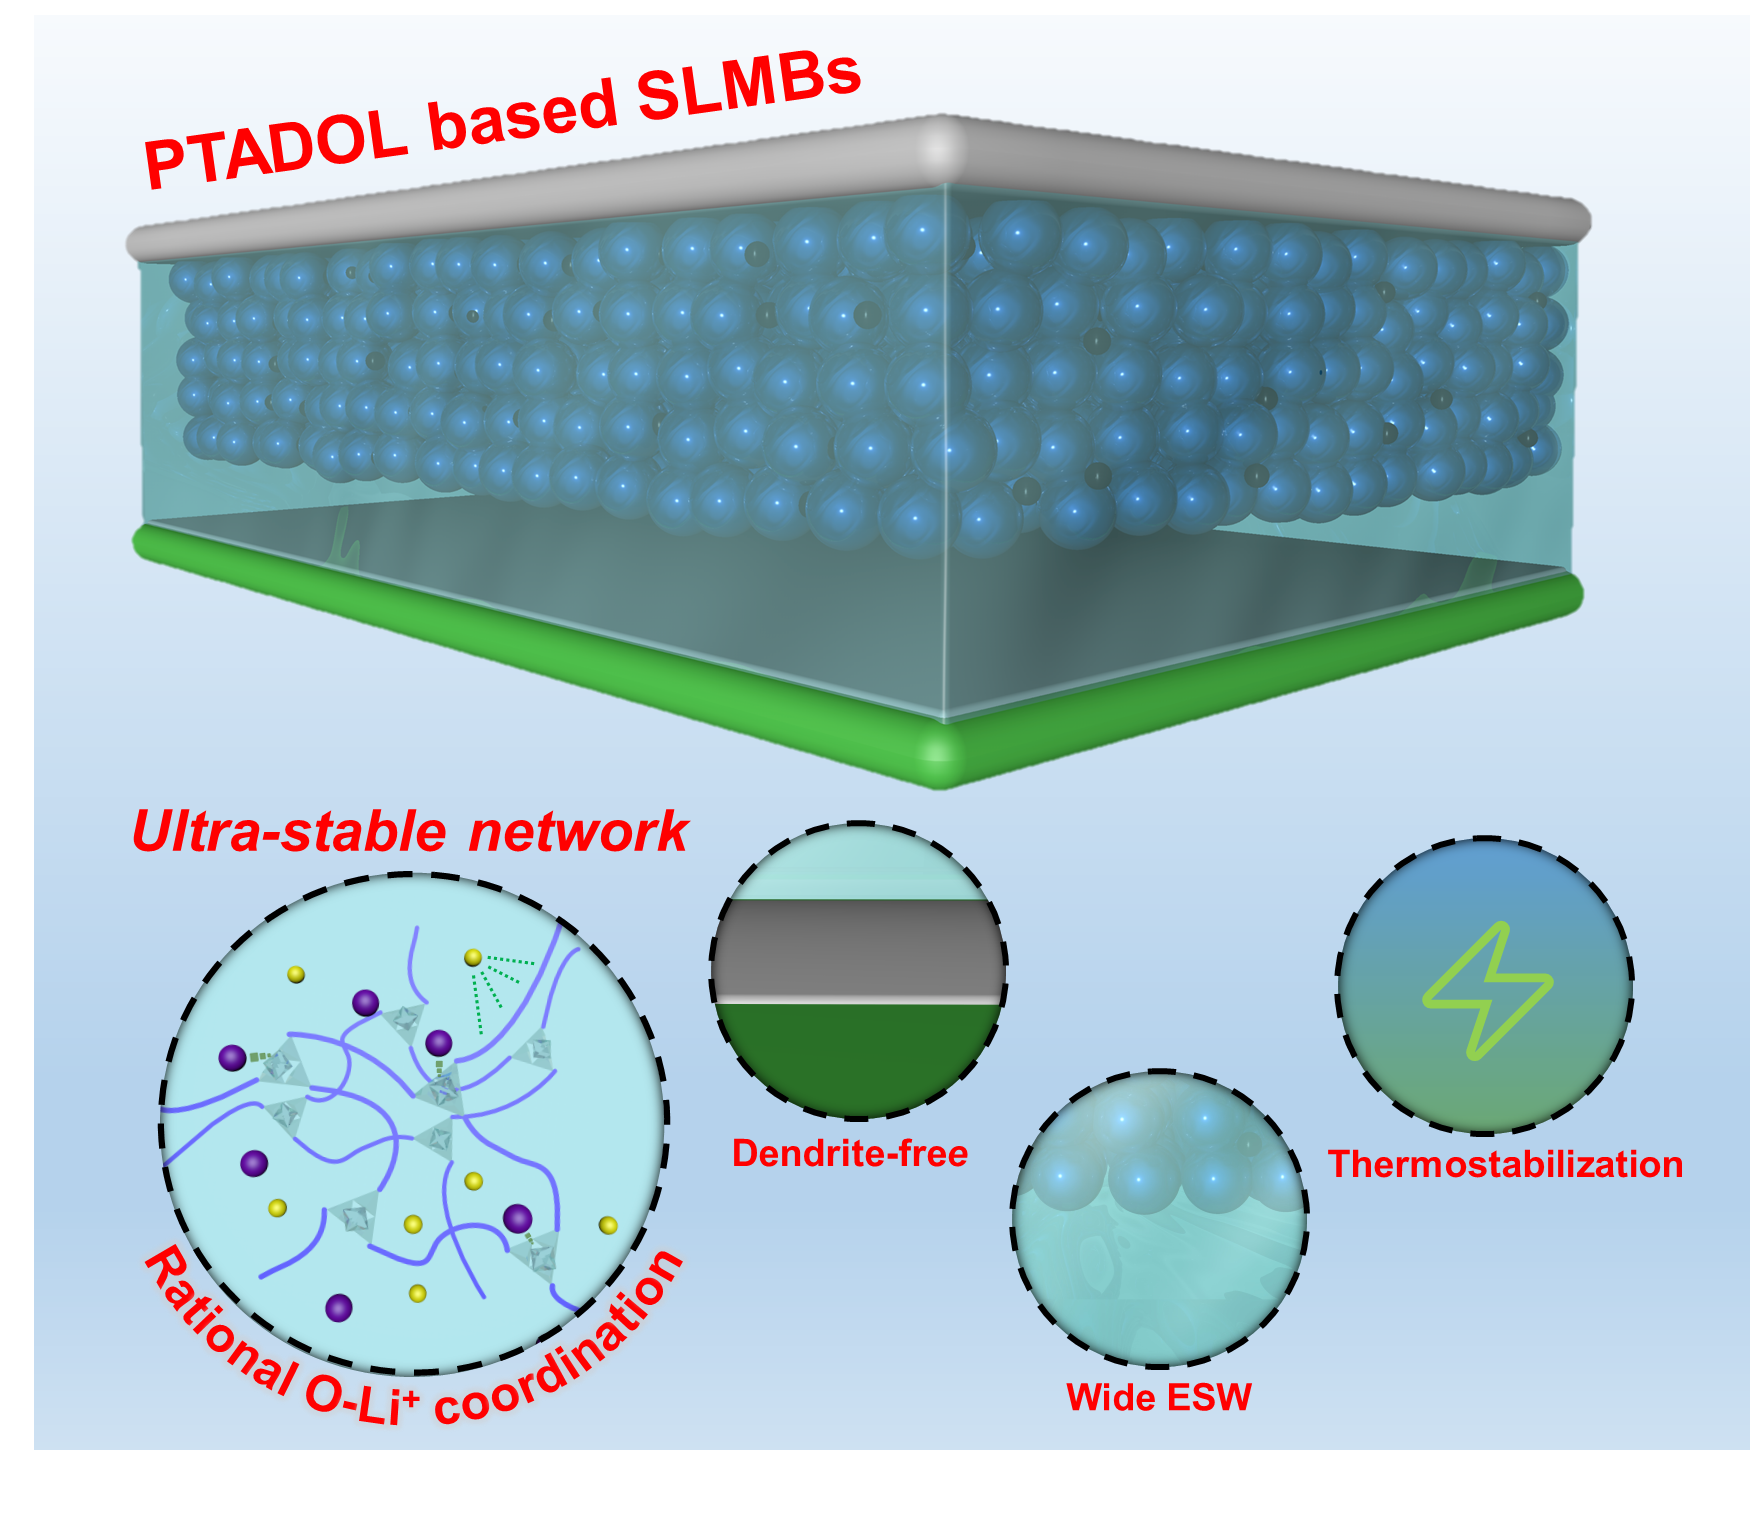 PTADOL based SLMBs
Ultra-stable network
Rational O-Li⁺ coordination
Dendrite-free
Wide ESW
Thermostabilization